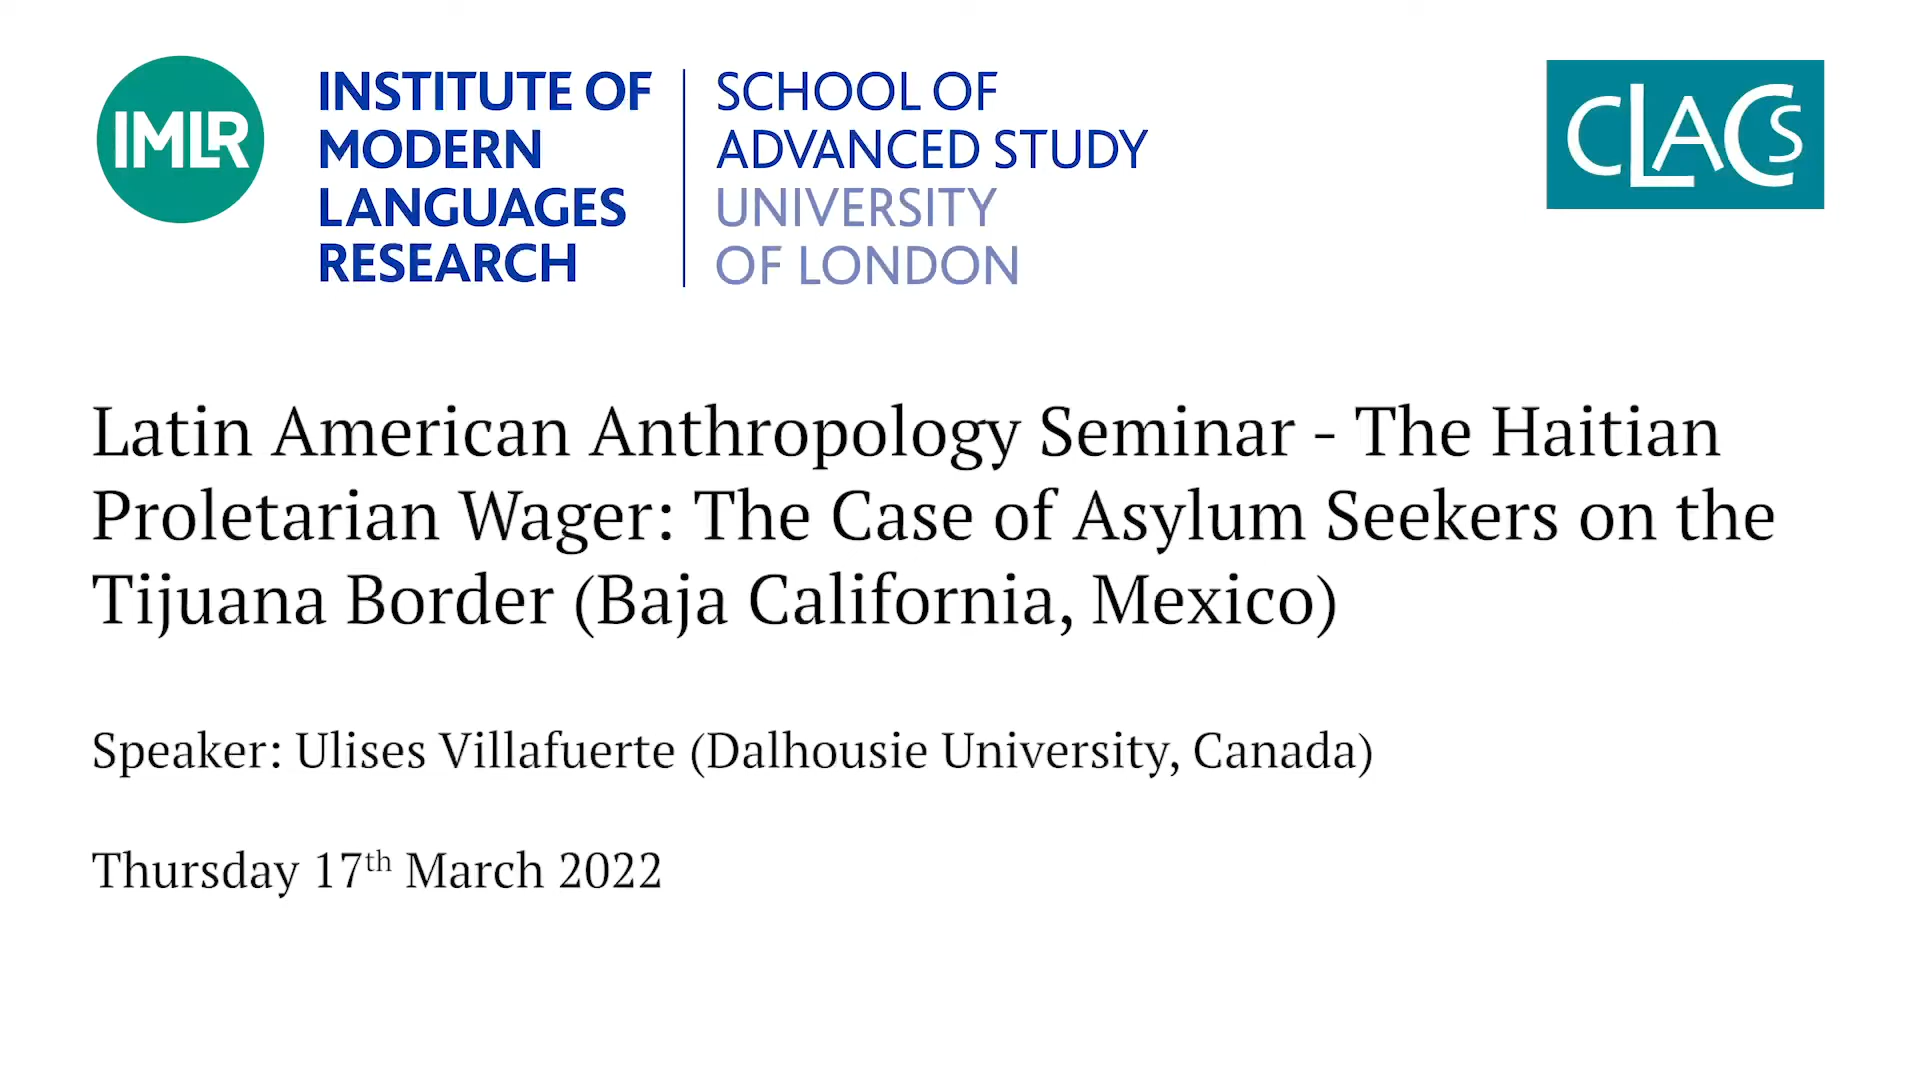 IMLR
INSTITUTE OF
MODERN
LANGUAGES
RESEARCH
SCHOOL OF
ADVANCED STUDY
UNIVERSITY
OF LONDON
CLACS
Latin American Anthropology Seminar - The Haitian
Proletarian Wager: The Case of Asylum Seekers on the
Tijuana Border (Baja California, Mexico)
Speaker: Ulises Villafuerte (Dalhousie University, Canada)
Thursday 17th March 2022